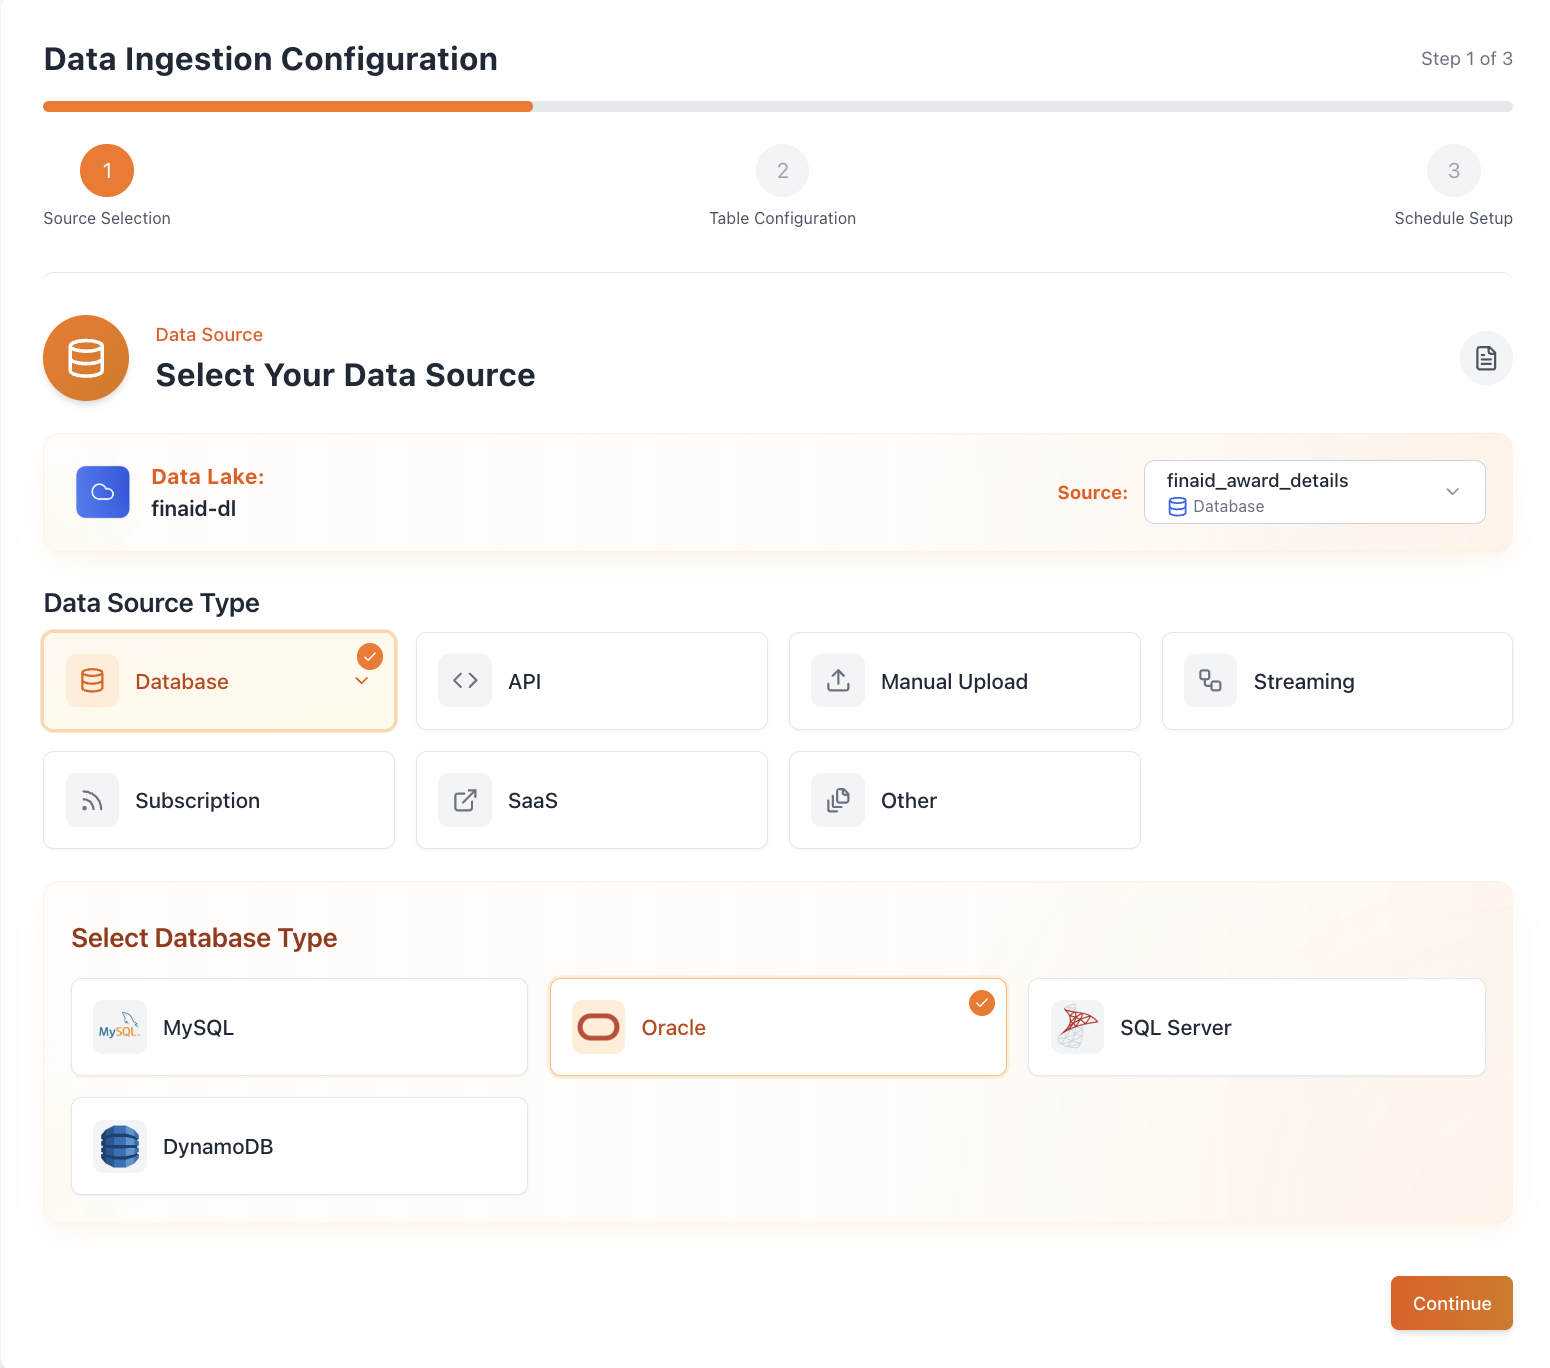 Data Ingestion Configuration
Step 1 of 3
1
2
3
Source Selection
Table Configuration
Schedule Setup
Data Source
Select Your Data Source
Data Lake:
finaid-dl
Source:
finaid_award_details
Database
Data Source Type
Database
API
Manual Upload
Streaming
Subscription
SaaS
Other
Select Database Type
MySQL
MySQL
Oracle
SQL Server
DynamoDB
Continue